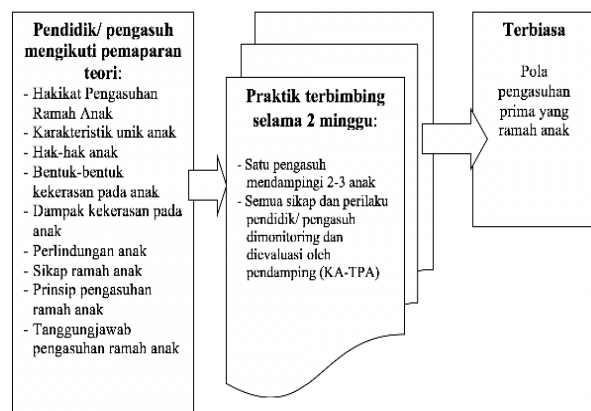 Pendidik/ pengasuh
mengikuti pemaparan
teori:
- Hakikat Pengasuhan
Ramah Anak
- Karakteristik unik anak
- Hak-hak anak
- Bentuk-bentuk
kekerasan pada anak
- Dampak kekerasan pada
anak
- Perlindungan anak
- Sikap ramah anak
- Prinsip pengasuhan
ramah anak
- Tanggungjawab
pengasuhan ramah anak
Praktik terbimbing
selama 2 minggu:
- Satu pengasuh
mendampingi 2-3 anak
- Semua sikap dan perilaku
pendidik/ pengasuh
dimonitoring dan
dievaluasi oleh
pendamping (KA-TPA)
Terbiasa
Pola
pengasuhan
prima yang
ramah anak